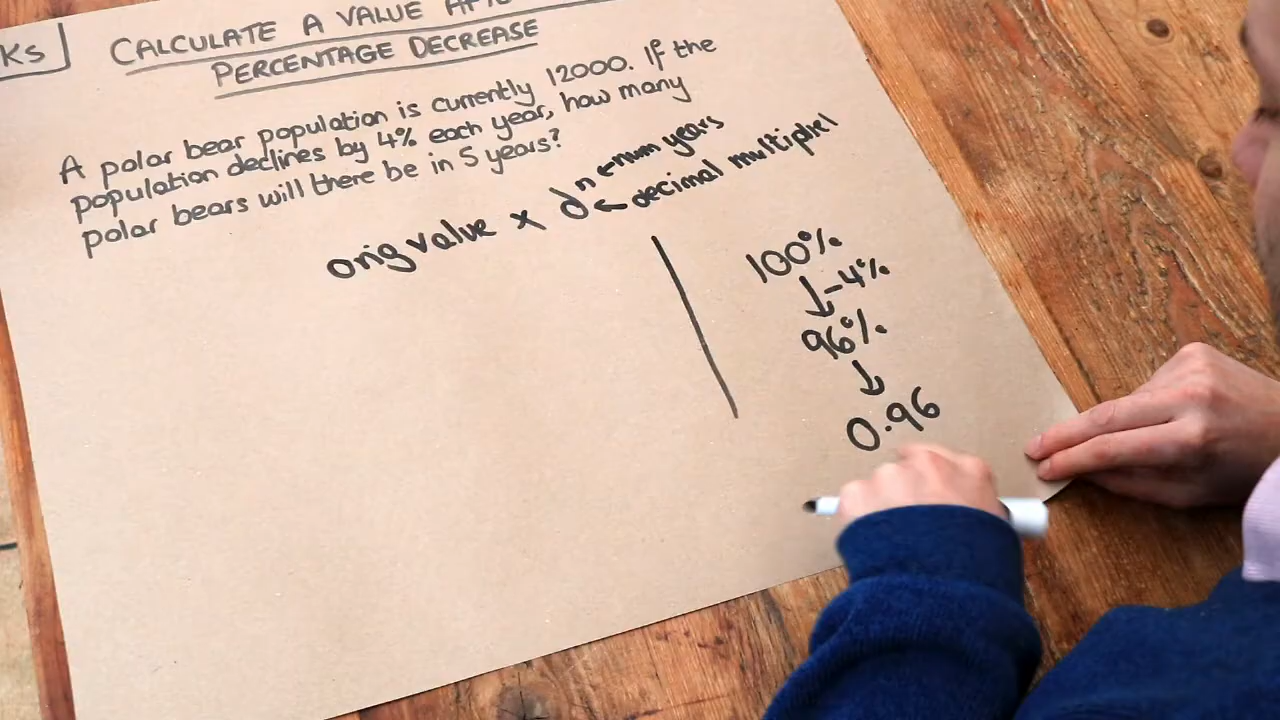 Ks
CALCULATE A VALUE
PERCENTAGE DECREASE
A polar bear population is currently 12000. If the
population declines by 4% each year, how many
polar bears will there be in 5 years?
orig value × dⁿ ← num years
← decimal multiplier
100%
↓ -4%
96%
↓
0.96